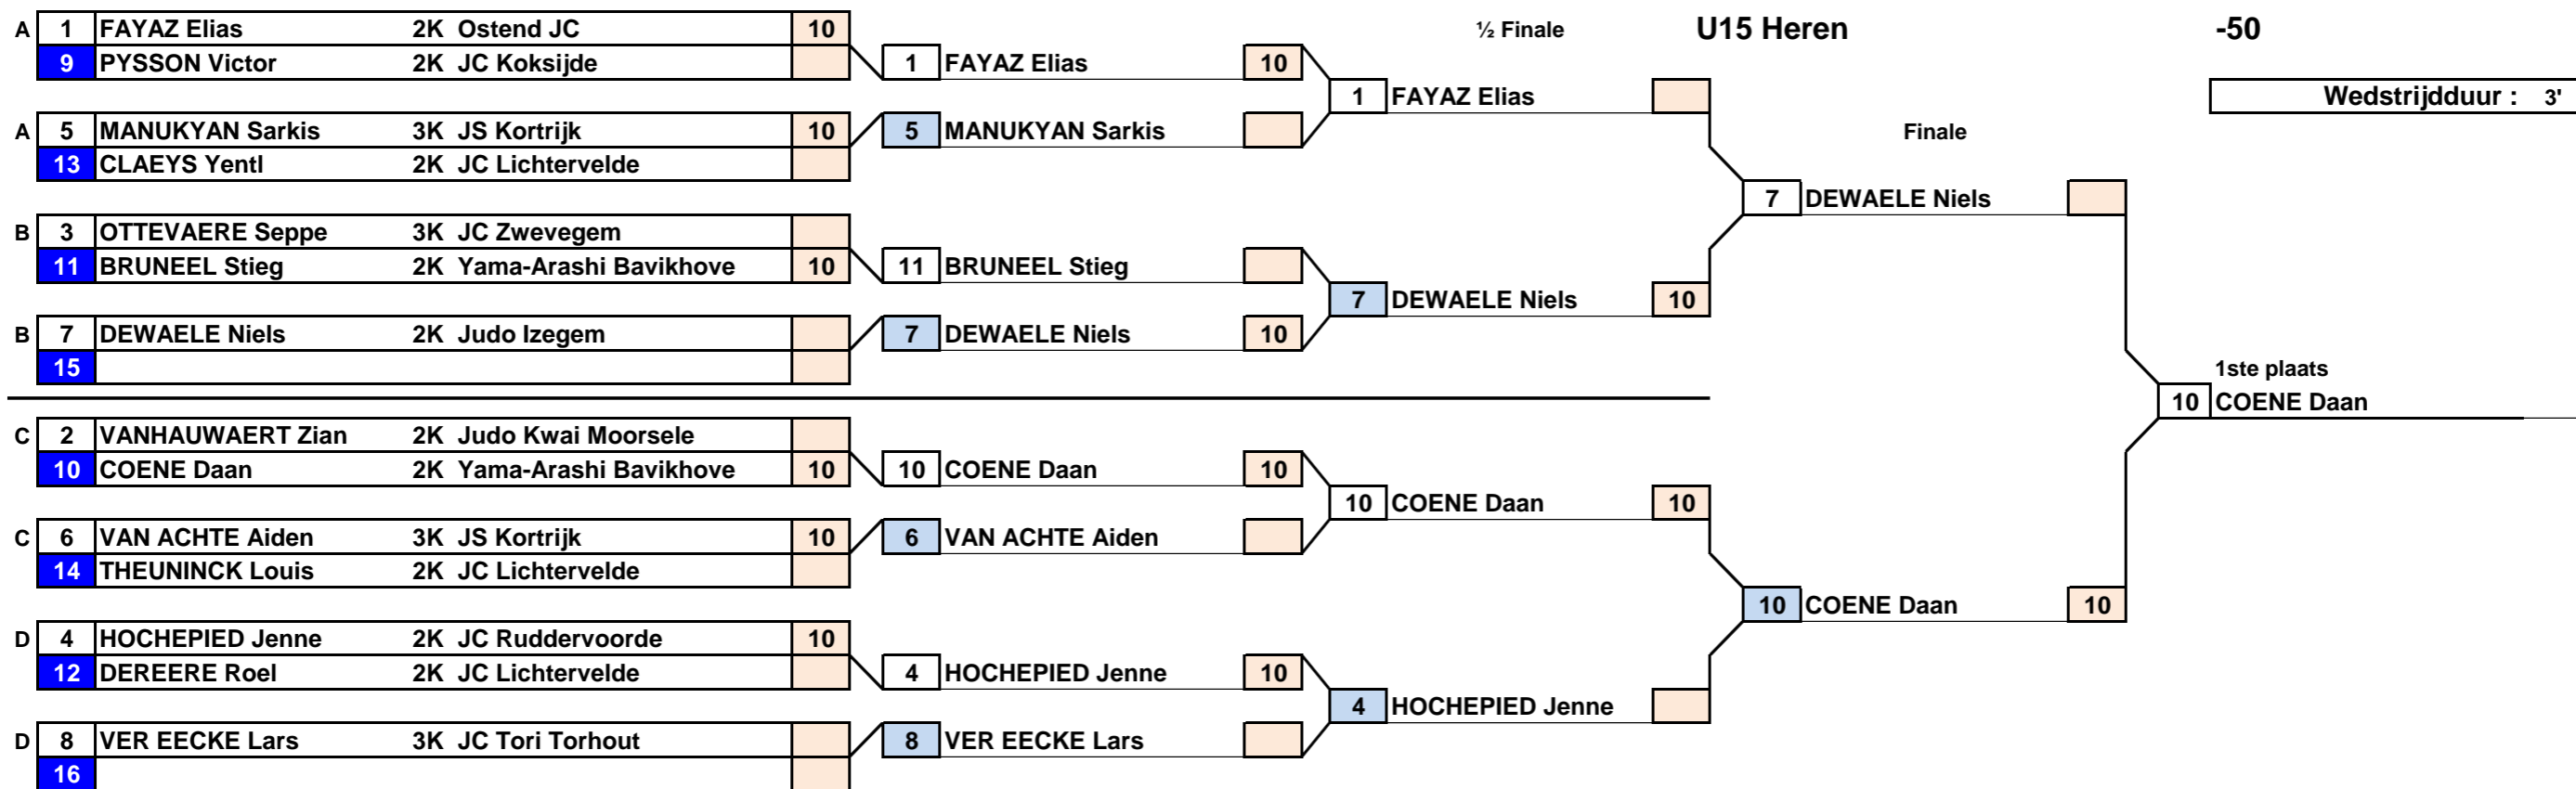 A 1 FAYAZ Elias 2K Ostend JC 10 ½ Finale U15 Heren -50
9 PYSSON Victor 2K JC Koksijde 1 FAYAZ Elias 10
1 FAYAZ Elias Wedstrijdduur : 3'
A 5 MANUKYAN Sarkis 3K JS Kortrijk 10 5 MANUKYAN Sarkis Finale
13 CLAEYS Yentl 2K JC Lichtervelde
7 DEWAELE Niels
B 3 OTTEVAERE Seppe 3K JC Zwevegem
11 BRUNEEL Stieg 2K Yama-Arashi Bavikhove 10 11 BRUNEEL Stieg
7 DEWAELE Niels 10
B 7 DEWAELE Niels 2K Judo Izegem 7 DEWAELE Niels 10
15 1ste plaats
10 COENE Daan
C 2 VANHAUWAERT Zian 2K Judo Kwai Moorsele
10 COENE Daan 2K Yama-Arashi Bavikhove 10 10 COENE Daan 10
10 COENE Daan 10
C 6 VAN ACHTE Aiden 3K JS Kortrijk 10 6 VAN ACHTE Aiden
14 THEUNINCK Louis 2K JC Lichtervelde
10 COENE Daan 10
D 4 HOCHEPIED Jenne 2K JC Ruddervoorde 10
12 DEREERE Roel 2K JC Lichtervelde 4 HOCHEPIED Jenne 10
4 HOCHEPIED Jenne
D 8 VER EECKE Lars 3K JC Tori Torhout 8 VER EECKE Lars
16